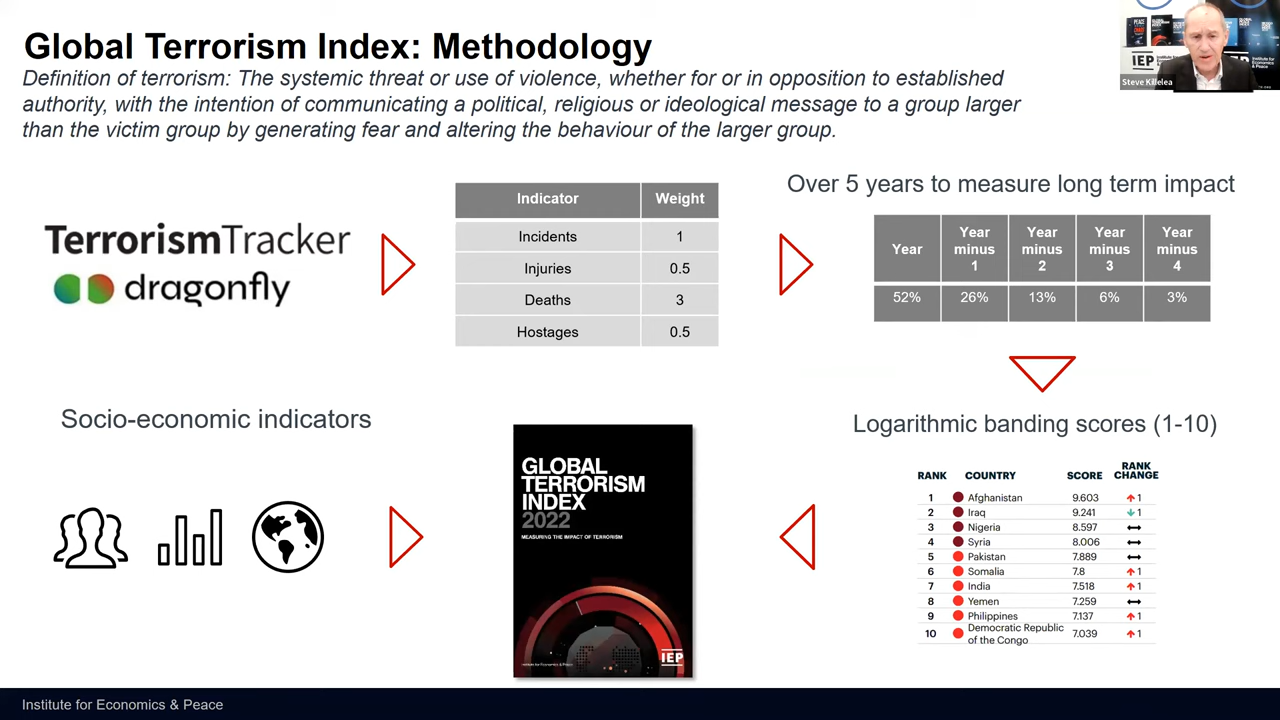 Global Terrorism Index: Methodology
Definition of terrorism: The systemic threat or use of violence, whether for or in opposition to established
authority, with the intention of communicating a political, religious or ideological message to a group larger
than the victim group by generating fear and altering the behaviour of the larger group.
IEP
Steve Killelea
TerrorismTracker
dragonfly
Indicator Weight
Incidents 1
Injuries 0.5
Deaths 3
Hostages 0.5
Over 5 years to measure long term impact
Year Year minus 1 Year minus 2 Year minus 3 Year minus 4
52% 26% 13% 6% 3%
Socio-economic indicators
GLOBAL
TERRORISM
INDEX
2022
MEASURING THE IMPACT OF TERRORISM
Institute for Economics & Peace
IEP
Logarithmic banding scores (1-10)
RANK COUNTRY SCORE RANK CHANGE
1 Afghanistan 9.603 ↑ 1
2 Iraq 9.241 ↓ 1
3 Nigeria 8.597 ↔
4 Syria 8.006 ↔
5 Pakistan 7.889 ↔
6 Somalia 7.8 ↑ 1
7 India 7.518 ↑ 1
8 Yemen 7.259 ↔
9 Philippines 7.137 ↑ 1
10 Democratic Republic of the Congo 7.039 ↑ 1
Institute for Economics & Peace